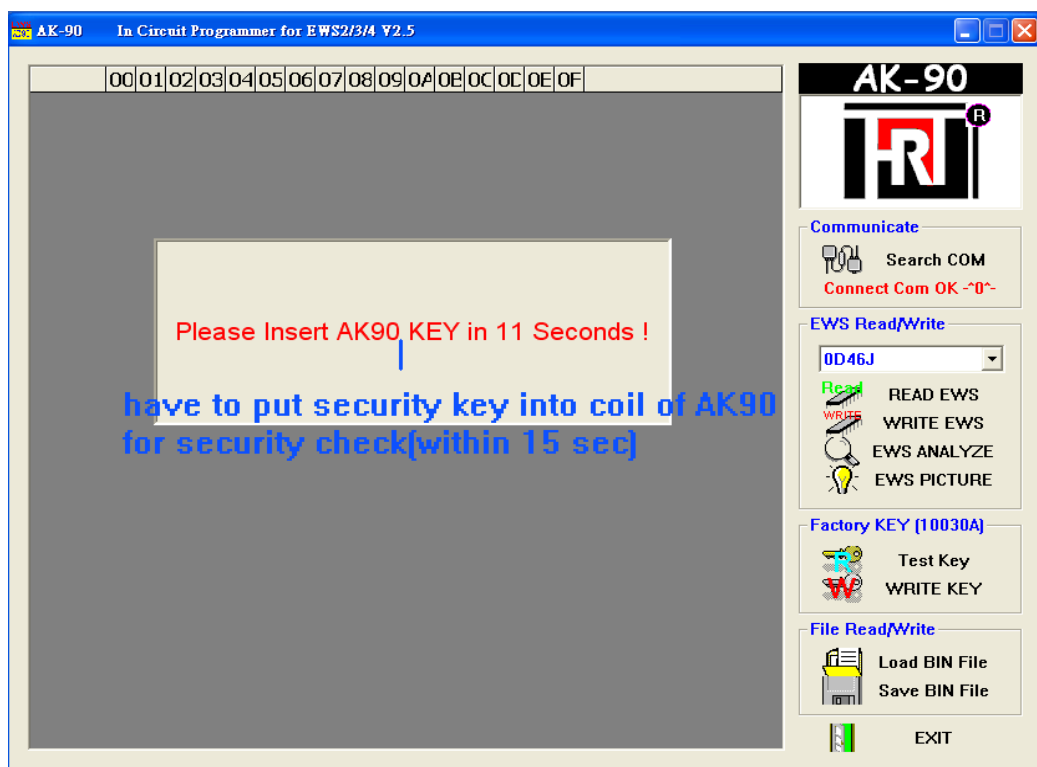 AK-90 In Circuit Programmer for EWS2/3/4 V2.5
00 01 02 03 04 05 06 07 08 09 0A 0B 0C 0D 0E 0F
AK-90
HRT
R
Communicate
Search COM
Connect Com OK -^0^-
EWS Read/Write
0D46J
Read
READ EWS
WRITE
WRITE EWS
EWS ANALYZE
EWS PICTURE
Please Insert AK90 KEY in 11 Seconds !
have to put security key into coil of AK90
for security check(within 15 sec)
Factory KEY (10030A)
R
Test Key
W
WRITE KEY
File Read/Write
Load BIN File
Save BIN File
EXIT